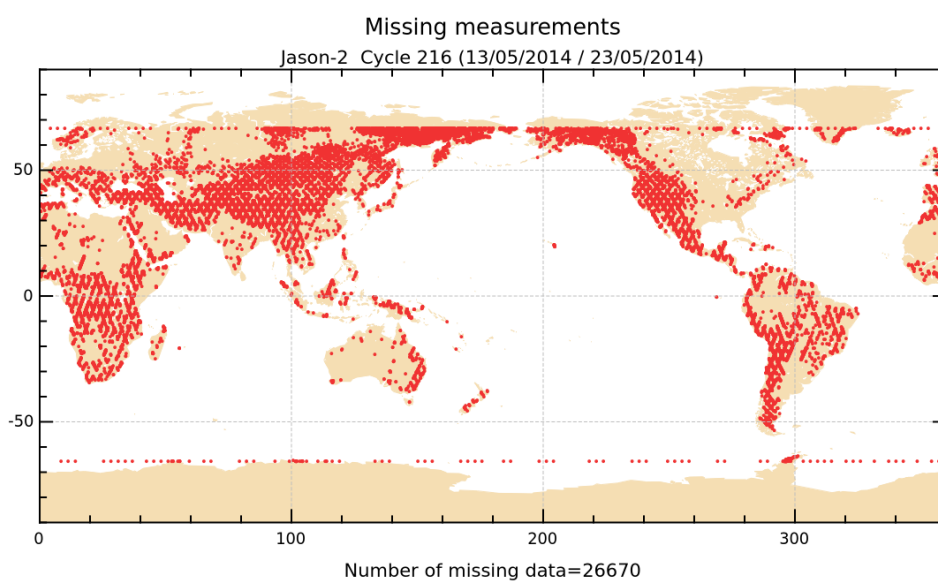 Missing measurements
Jason-2 Cycle 216 (13/05/2014 / 23/05/2014)
50
0
-50
0 100 200 300
Number of missing data=26670